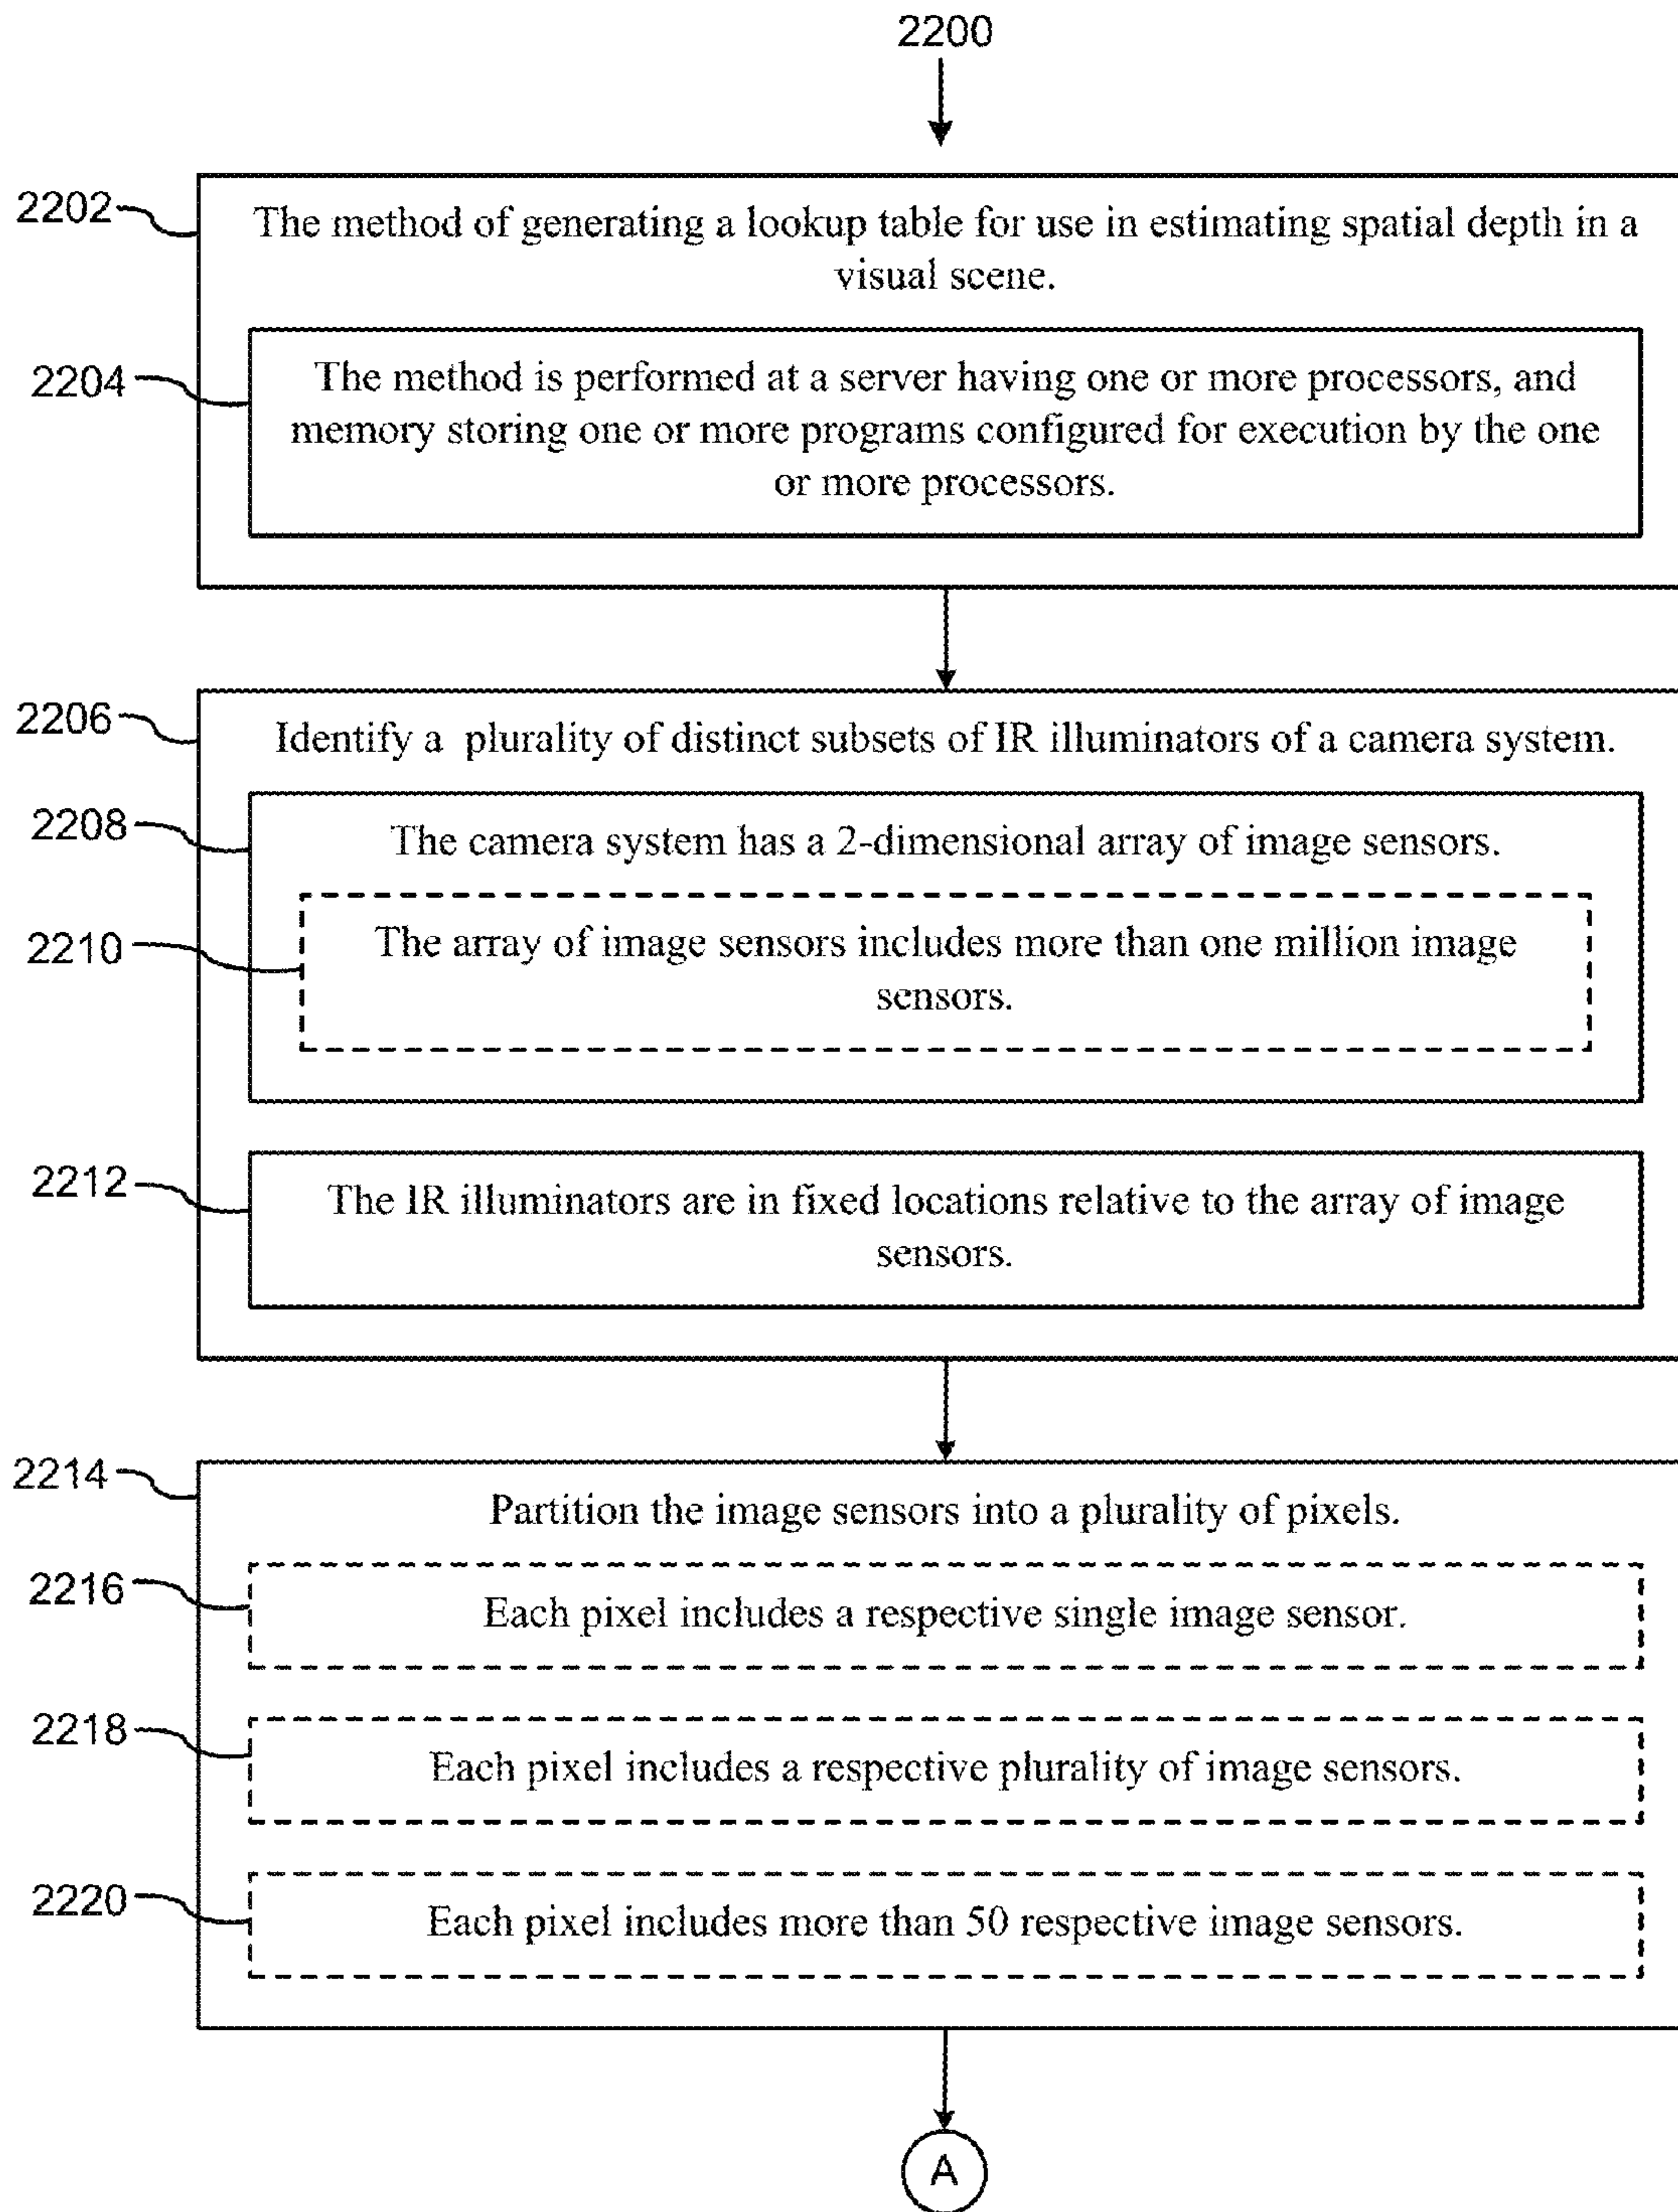 2200
2202
The method of generating a lookup table for use in estimating spatial depth in a
visual scene.
2204
The method is performed at a server having one or more processors, and
memory storing one or more programs configured for execution by the one
or more processors.
2206
Identify a plurality of distinct subsets of IR illuminators of a camera system.
2208
The camera system has a 2-dimensional array of image sensors.
2210
The array of image sensors includes more than one million image
sensors.
2212
The IR illuminators are in fixed locations relative to the array of image
sensors.
2214
Partition the image sensors into a plurality of pixels.
2216
Each pixel includes a respective single image sensor.
2218
Each pixel includes a respective plurality of image sensors.
2220
Each pixel includes more than 50 respective image sensors.
A